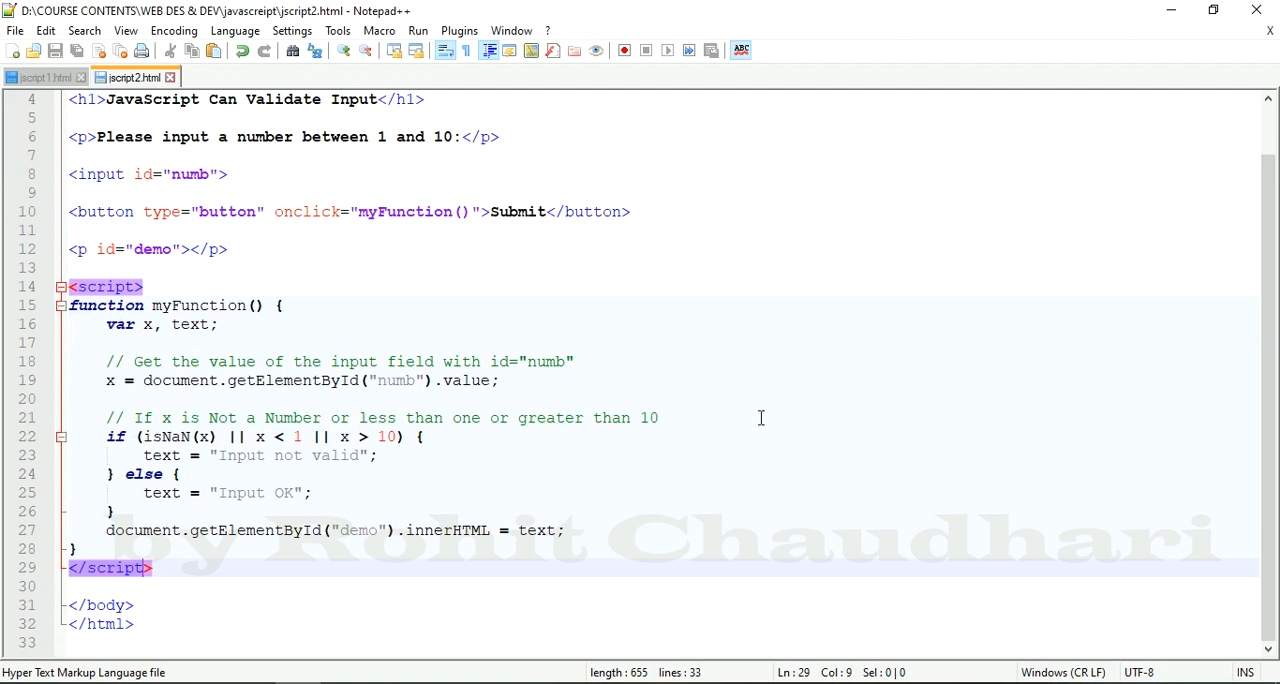 D:\COURSE CONTENTS\WEB DES & DEV\javascreipt\jscript2.html - Notepad++
File Edit Search View Encoding Language Settings Tools Macro Run Plugins Window ?
X
ABC
jscript1.html jscript2.html
4 <h1>JavaScript Can Validate Input</h1>
5
6 <p>Please input a number between 1 and 10:</p>
7
8 <input id="numb">
9
10 <button type="button" onclick="myFunction()">Submit</button>
11
12 <p id="demo"></p>
13
14 <script>
15 function myFunction() {
16 var x, text;
17
18 // Get the value of the input field with id="numb"
19 x = document.getElementById("numb").value;
20
21 // If x is Not a Number or less than one or greater than 10
22 if (isNaN(x) || x < 1 || x > 10) {
23 text = "Input not valid";
24 } else {
25 text = "Input OK";
26 }
27 document.getElementById("demo").innerHTML = text;
by Rohit Chaudhari
28 }
29 </script>
30
31 </body>
32 </html>
33
Hyper Text Markup Language file length : 655 lines : 33 Ln : 29 Col : 9 Sel : 0 | 0 Windows (CR LF) UTF-8 INS